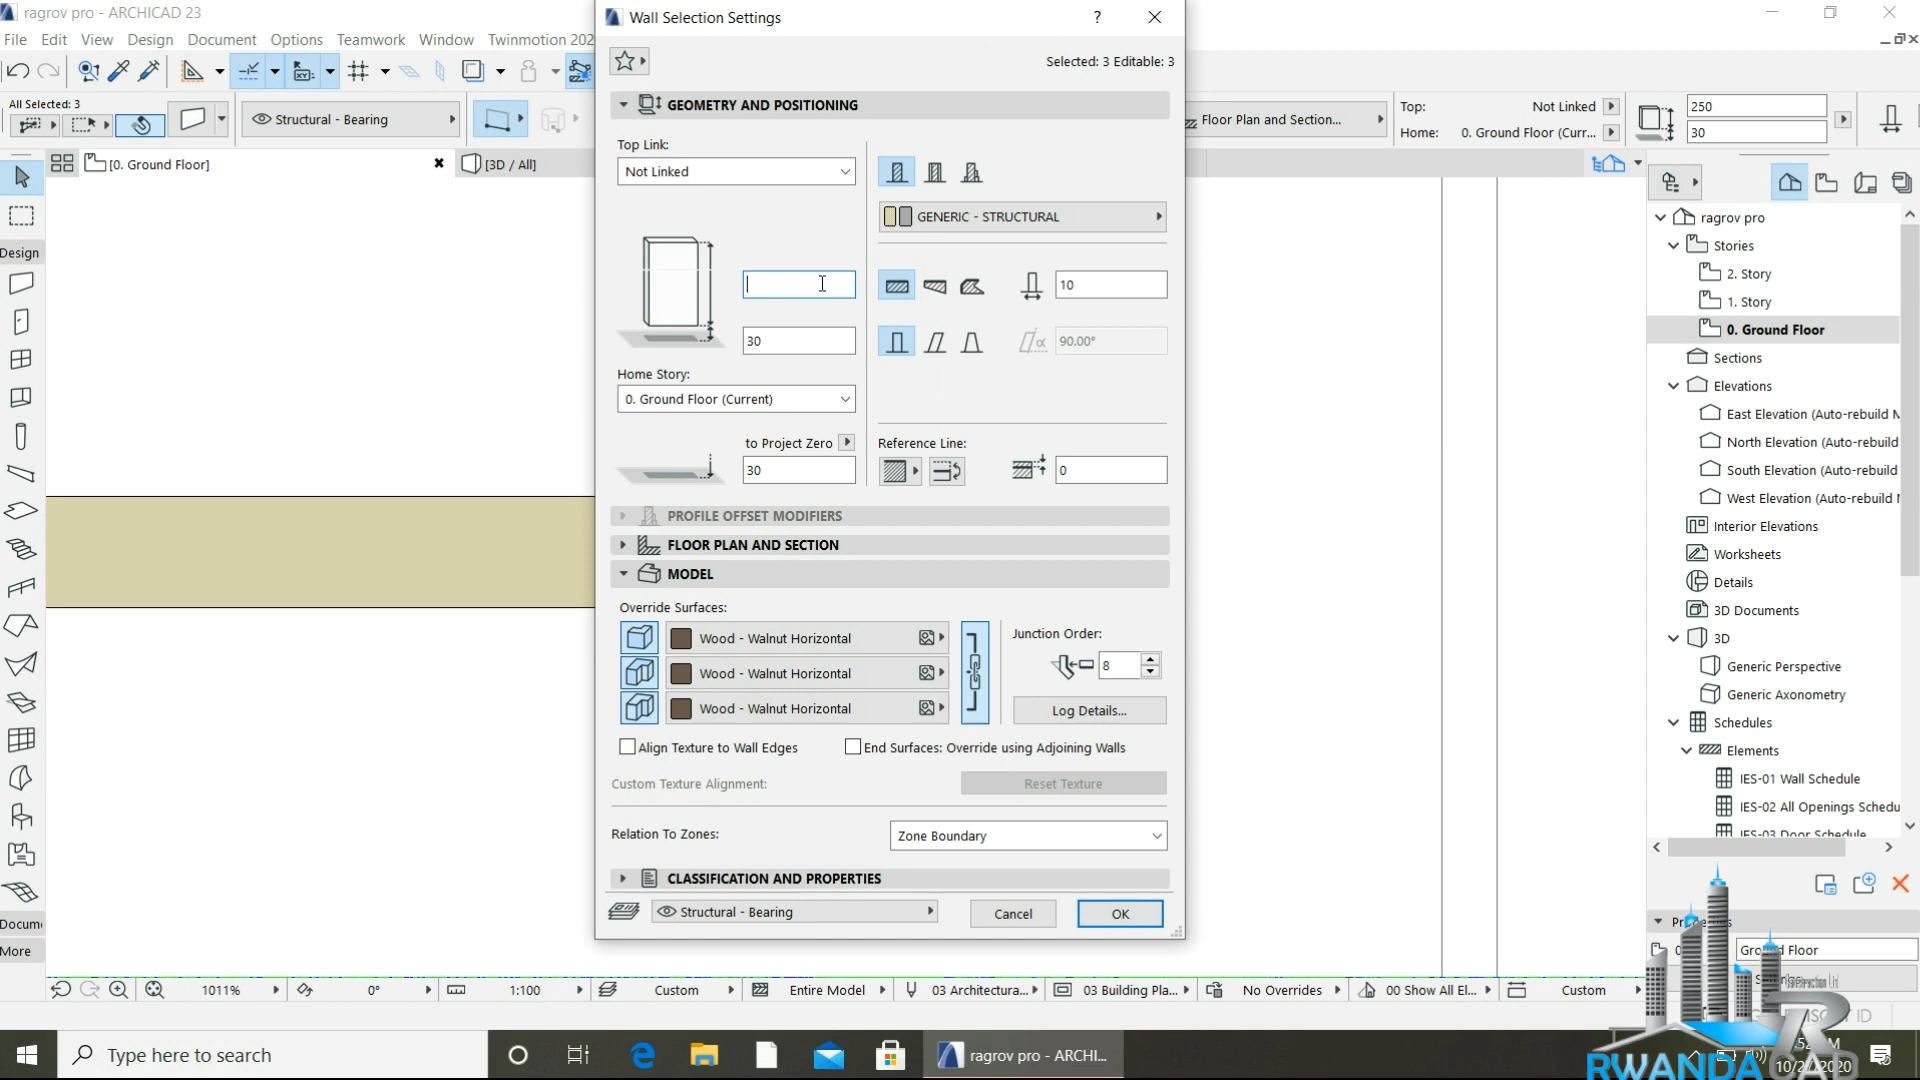 ragrov pro - ARCHICAD 23
File Edit View Design Document Options Teamwork Window Twinmotion 202
All Selected: 3
Structural - Bearing
[0. Ground Floor]
[3D / All]
Design
Docum
More
Wall Selection Settings
?
Selected: 3 Editable: 3
GEOMETRY AND POSITIONING
Top Link:
Not Linked
GENERIC - STRUCTURAL
10
30
90.00°
Home Story:
0. Ground Floor (Current)
to Project Zero
Reference Line:
30
0
PROFILE OFFSET MODIFIERS
FLOOR PLAN AND SECTION
MODEL
Override Surfaces:
Wood - Walnut Horizontal
Wood - Walnut Horizontal
Wood - Walnut Horizontal
Junction Order:
8
Log Details...
Align Texture to Wall Edges
End Surfaces: Override using Adjoining Walls
Custom Texture Alignment:
Reset Texture
Relation To Zones:
Zone Boundary
CLASSIFICATION AND PROPERTIES
Structural - Bearing
Cancel
OK
Floor Plan and Section...
Top: Not Linked
Home: 0. Ground Floor (Curr...
250
30
ragrov pro
Stories
2. Story
1. Story
0. Ground Floor
Sections
Elevations
East Elevation (Auto-rebuild M
North Elevation (Auto-rebuild
South Elevation (Auto-rebuild
West Elevation (Auto-rebuild
Interior Elevations
Worksheets
Details
3D Documents
3D
Generic Perspective
Generic Axonometry
Schedules
Elements
IES-01 Wall Schedule
IES-02 All Openings Schedu
IES-03 Door Schedule
Ground Floor
1011% 0° 1:100 Custom Entire Model 03 Architectura... 03 Building Pla... No Overrides 00 Show All El... Custom
Type here to search
ragrov pro - ARCHI...
10/2 /2020
RWANDA CAD